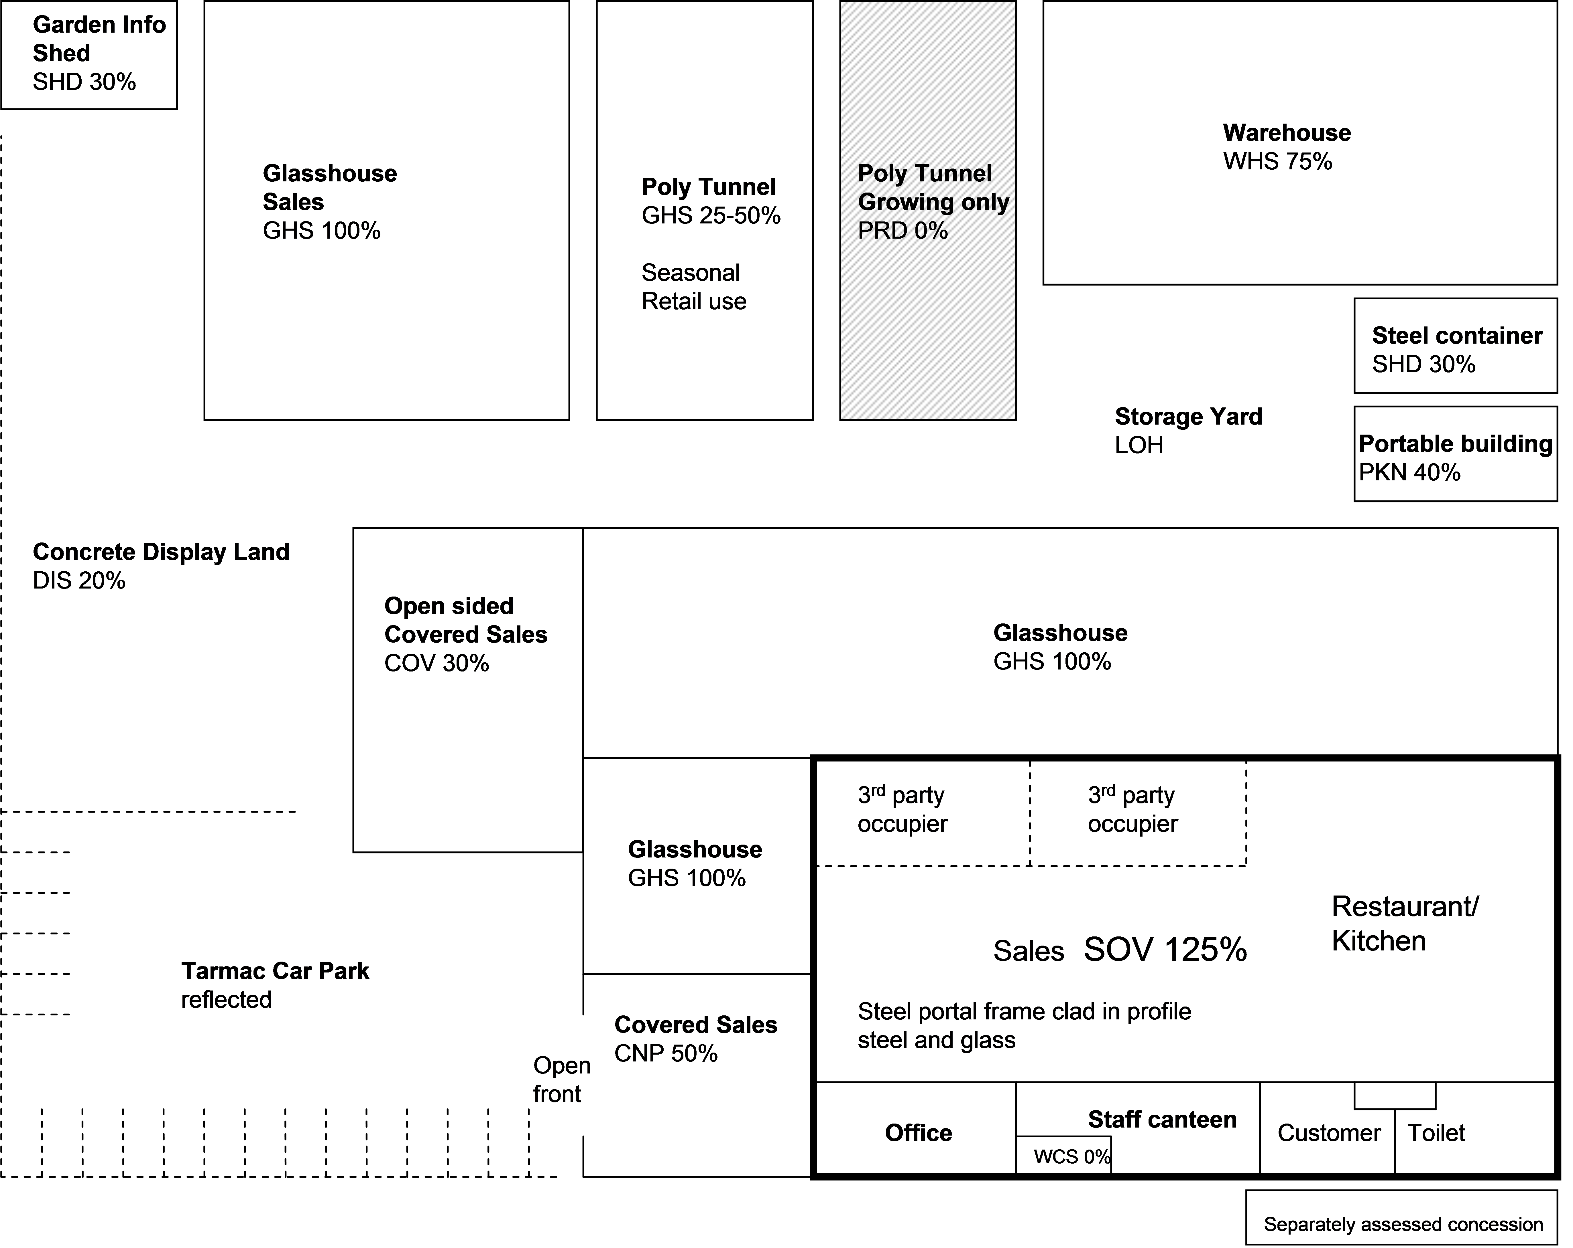 Garden Info
Shed
SHD 30%
Glasshouse
Sales
GHS 100%
Poly Tunnel
GHS 25-50%
Seasonal
Retail use
Poly Tunnel
Growing only
PRD 0%
Warehouse
WHS 75%
Steel container
SHD 30%
Storage Yard
LOH
Portable building
PKN 40%
Concrete Display Land
DIS 20%
Open sided
Covered Sales
COV 30%
Glasshouse
GHS 100%
3rd party
occupier
3rd party
occupier
Glasshouse
GHS 100%
Restaurant/
Kitchen
Sales SOV 125%
Tarmac Car Park
reflected
Steel portal frame clad in profile
steel and glass
Covered Sales
CNP 50%
Open
front
Office
Staff canteen
WCS 0%
Customer
Toilet
Separately assessed concession